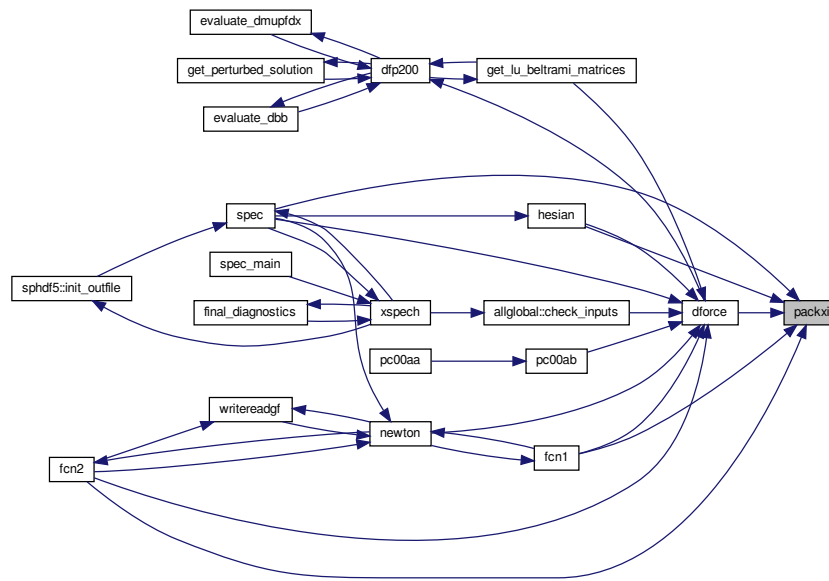 evaluate_dmupfdx
get_perturbed_solution
dfp200
get_lu_beltrami_matrices
evaluate_dbb
spec
hesian
spec_main
sphdf5::init_outfile
final_diagnostics
xspech
allglobal::check_inputs
dforce
packxi
pc00aa
pc00ab
writereadgf
newton
fcn1
fcn2